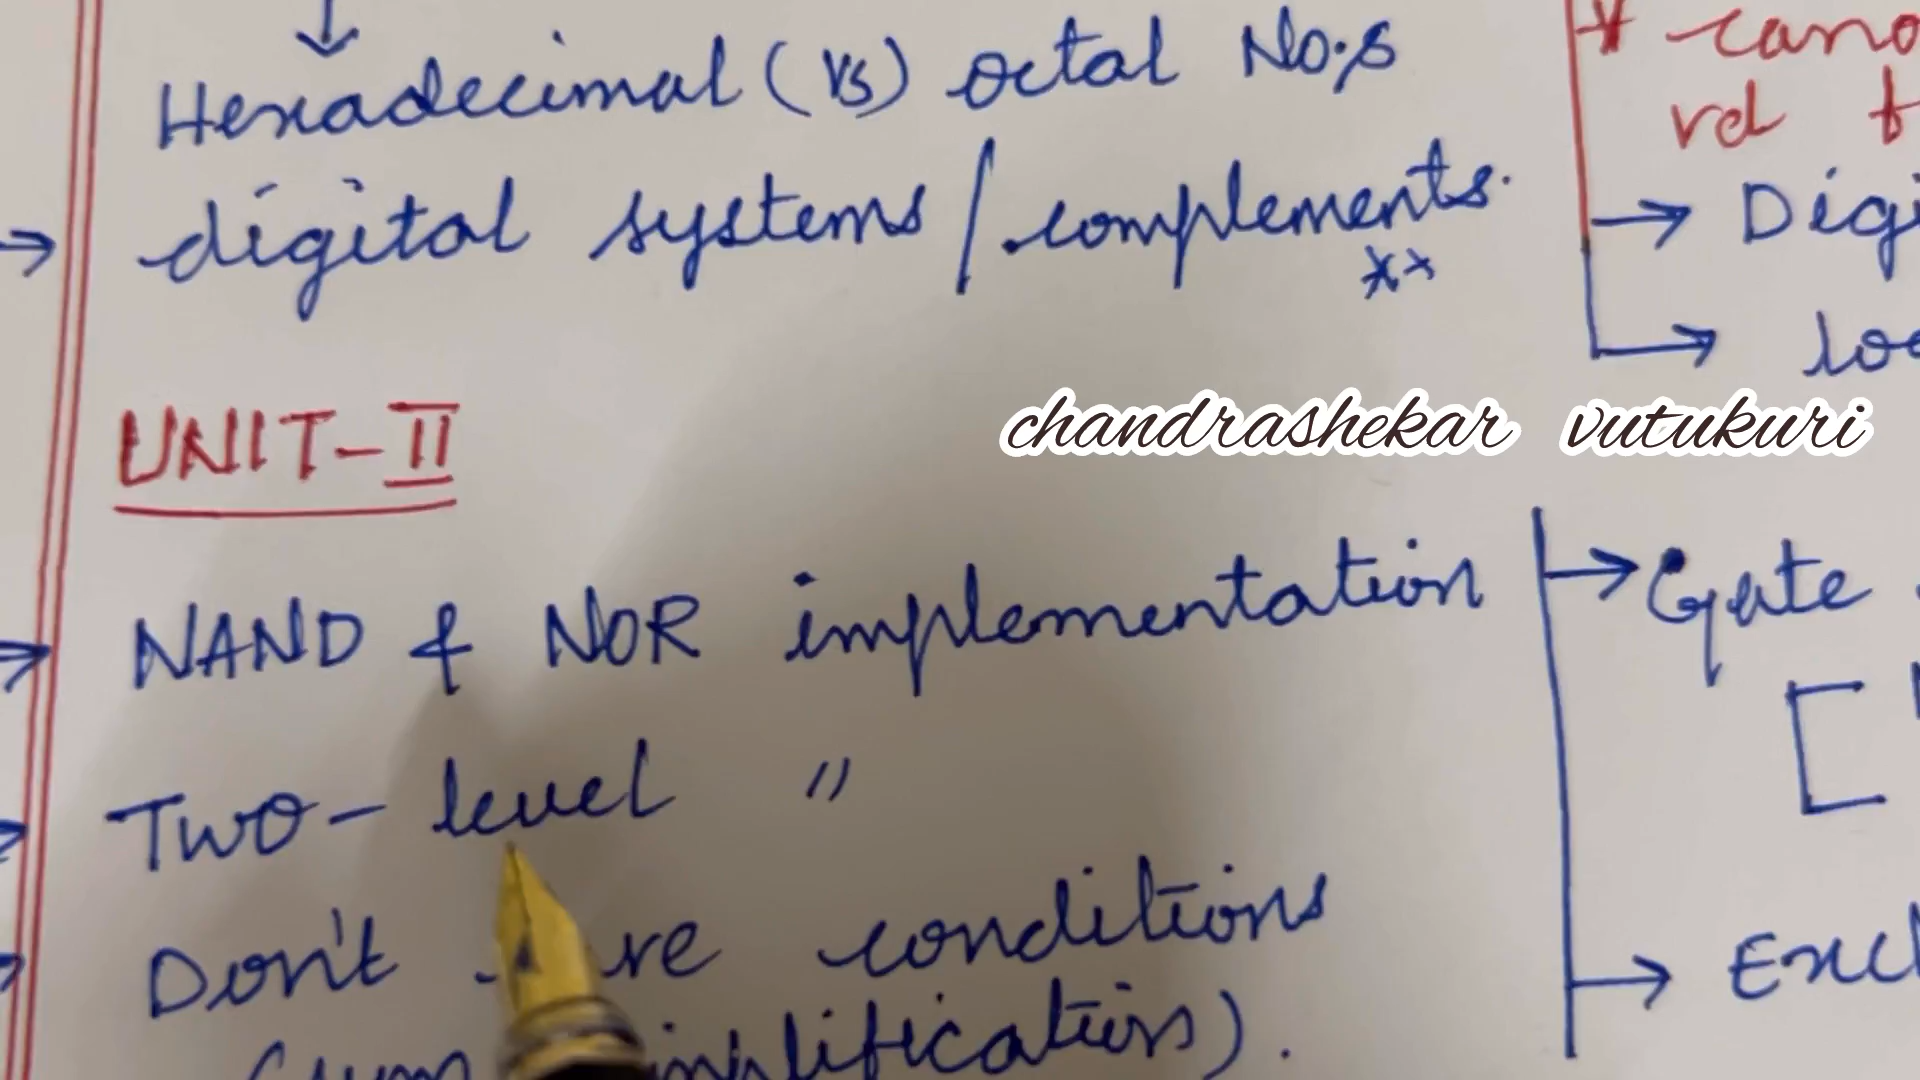 Hexadecimal (Vs) octal No.s
digital systems / complements.
**
UNIT-II
NAND & NOR implementation
Two-level "
Don't conditions
rd
Digi
chandrashekar vutukuri
Gate
[